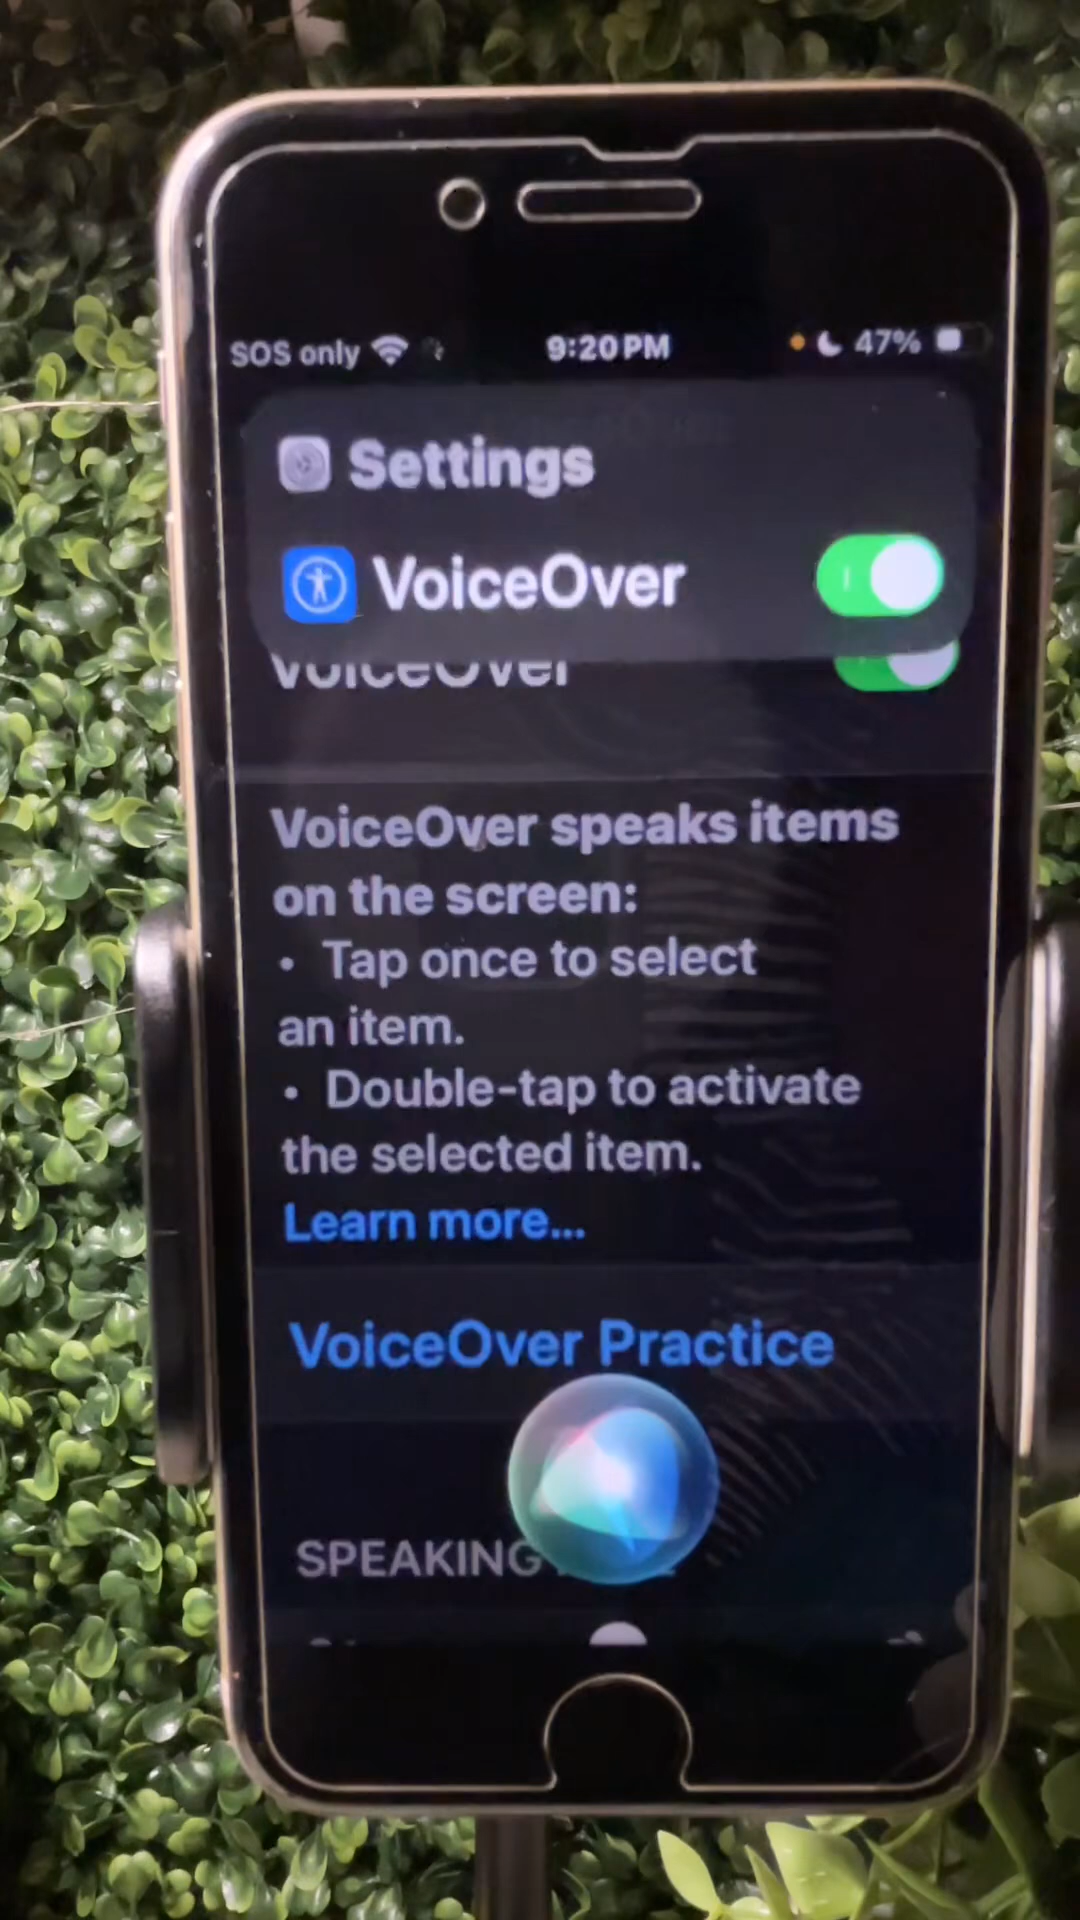 SOS only 9:20 PM 47%
Settings
VoiceOver
VoiceOver
VoiceOver speaks items
on the screen:
• Tap once to select
an item.
• Double-tap to activate
the selected item.
Learn more...
VoiceOver Practice
SPEAKING